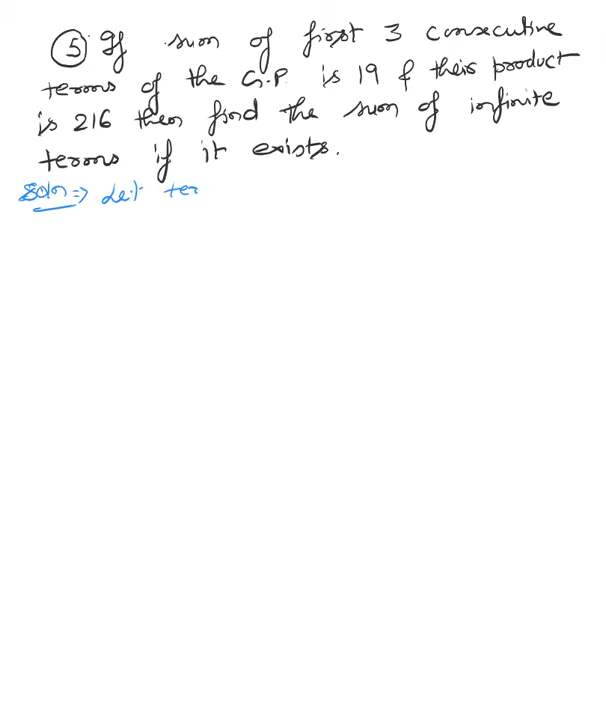 ⑤ If sum of first 3 consecutive
terms of the G.P. is 19 & their product
is 216 then find the sum of infinite
terms if it exists.
Soln ⇒ Let ter